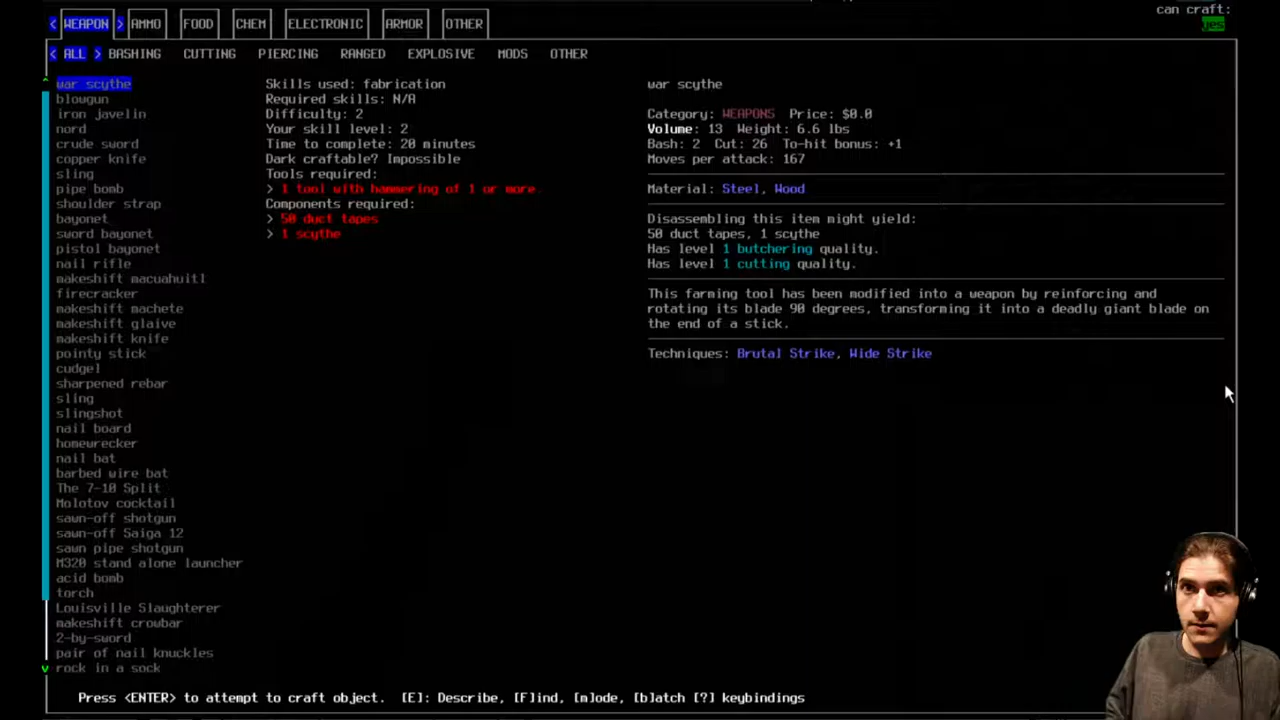 can craft:
< WEAPON > AMMO FOOD CHEM ELECTRONIC ARMOR OTHER
yes
< ALL > BASHING CUTTING PIERCING RANGED EXPLOSIVE MODS OTHER
war scythe
blowgun
iron javelin
nord
crude sword
copper knife
sling
pipe bomb
shoulder strap
bayonet
sword bayonet
pistol bayonet
nail rifle
makeshift macuahuitl
firecracker
makeshift machete
makeshift glaive
makeshift knife
pointy stick
cudgel
sharpened rebar
sling
slingshot
nail board
homewrecker
nail bat
barbed wire bat
The 7-10 Split
Molotov cocktail
sawn-off shotgun
sawn-off Saiga 12
sawn pipe shotgun
M320 stand alone launcher
acid bomb
torch
Louisville Slaughterer
makeshift crowbar
2-by-sword
pair of nail knuckles
v rock in a sock
Skills used: fabrication
Required skills: N/A
Difficulty: 2
Your skill level: 2
Time to complete: 20 minutes
Dark craftable? Impossible
Tools required:
> 1 tool with hammering of 1 or more.
Components required:
> 50 duct tapes
> 1 scythe
war scythe
Category: WEAPONS Price: $0.0
Volume: 13 Weight: 6.6 lbs
Bash: 2 Cut: 26 To-hit bonus: +1
Moves per attack: 167
Material: Steel, Wood
Disassembling this item might yield:
50 duct tapes, 1 scythe
Has level 1 butchering quality.
Has level 1 cutting quality.
This farming tool has been modified into a weapon by reinforcing and
rotating its blade 90 degrees, transforming it into a deadly giant blade on
the end of a stick.
Techniques: Brutal Strike, Wide Strike
Press <ENTER> to attempt to craft object. [E]: Describe, [F]ind, [m]ode, [b]atch [?] keybindings